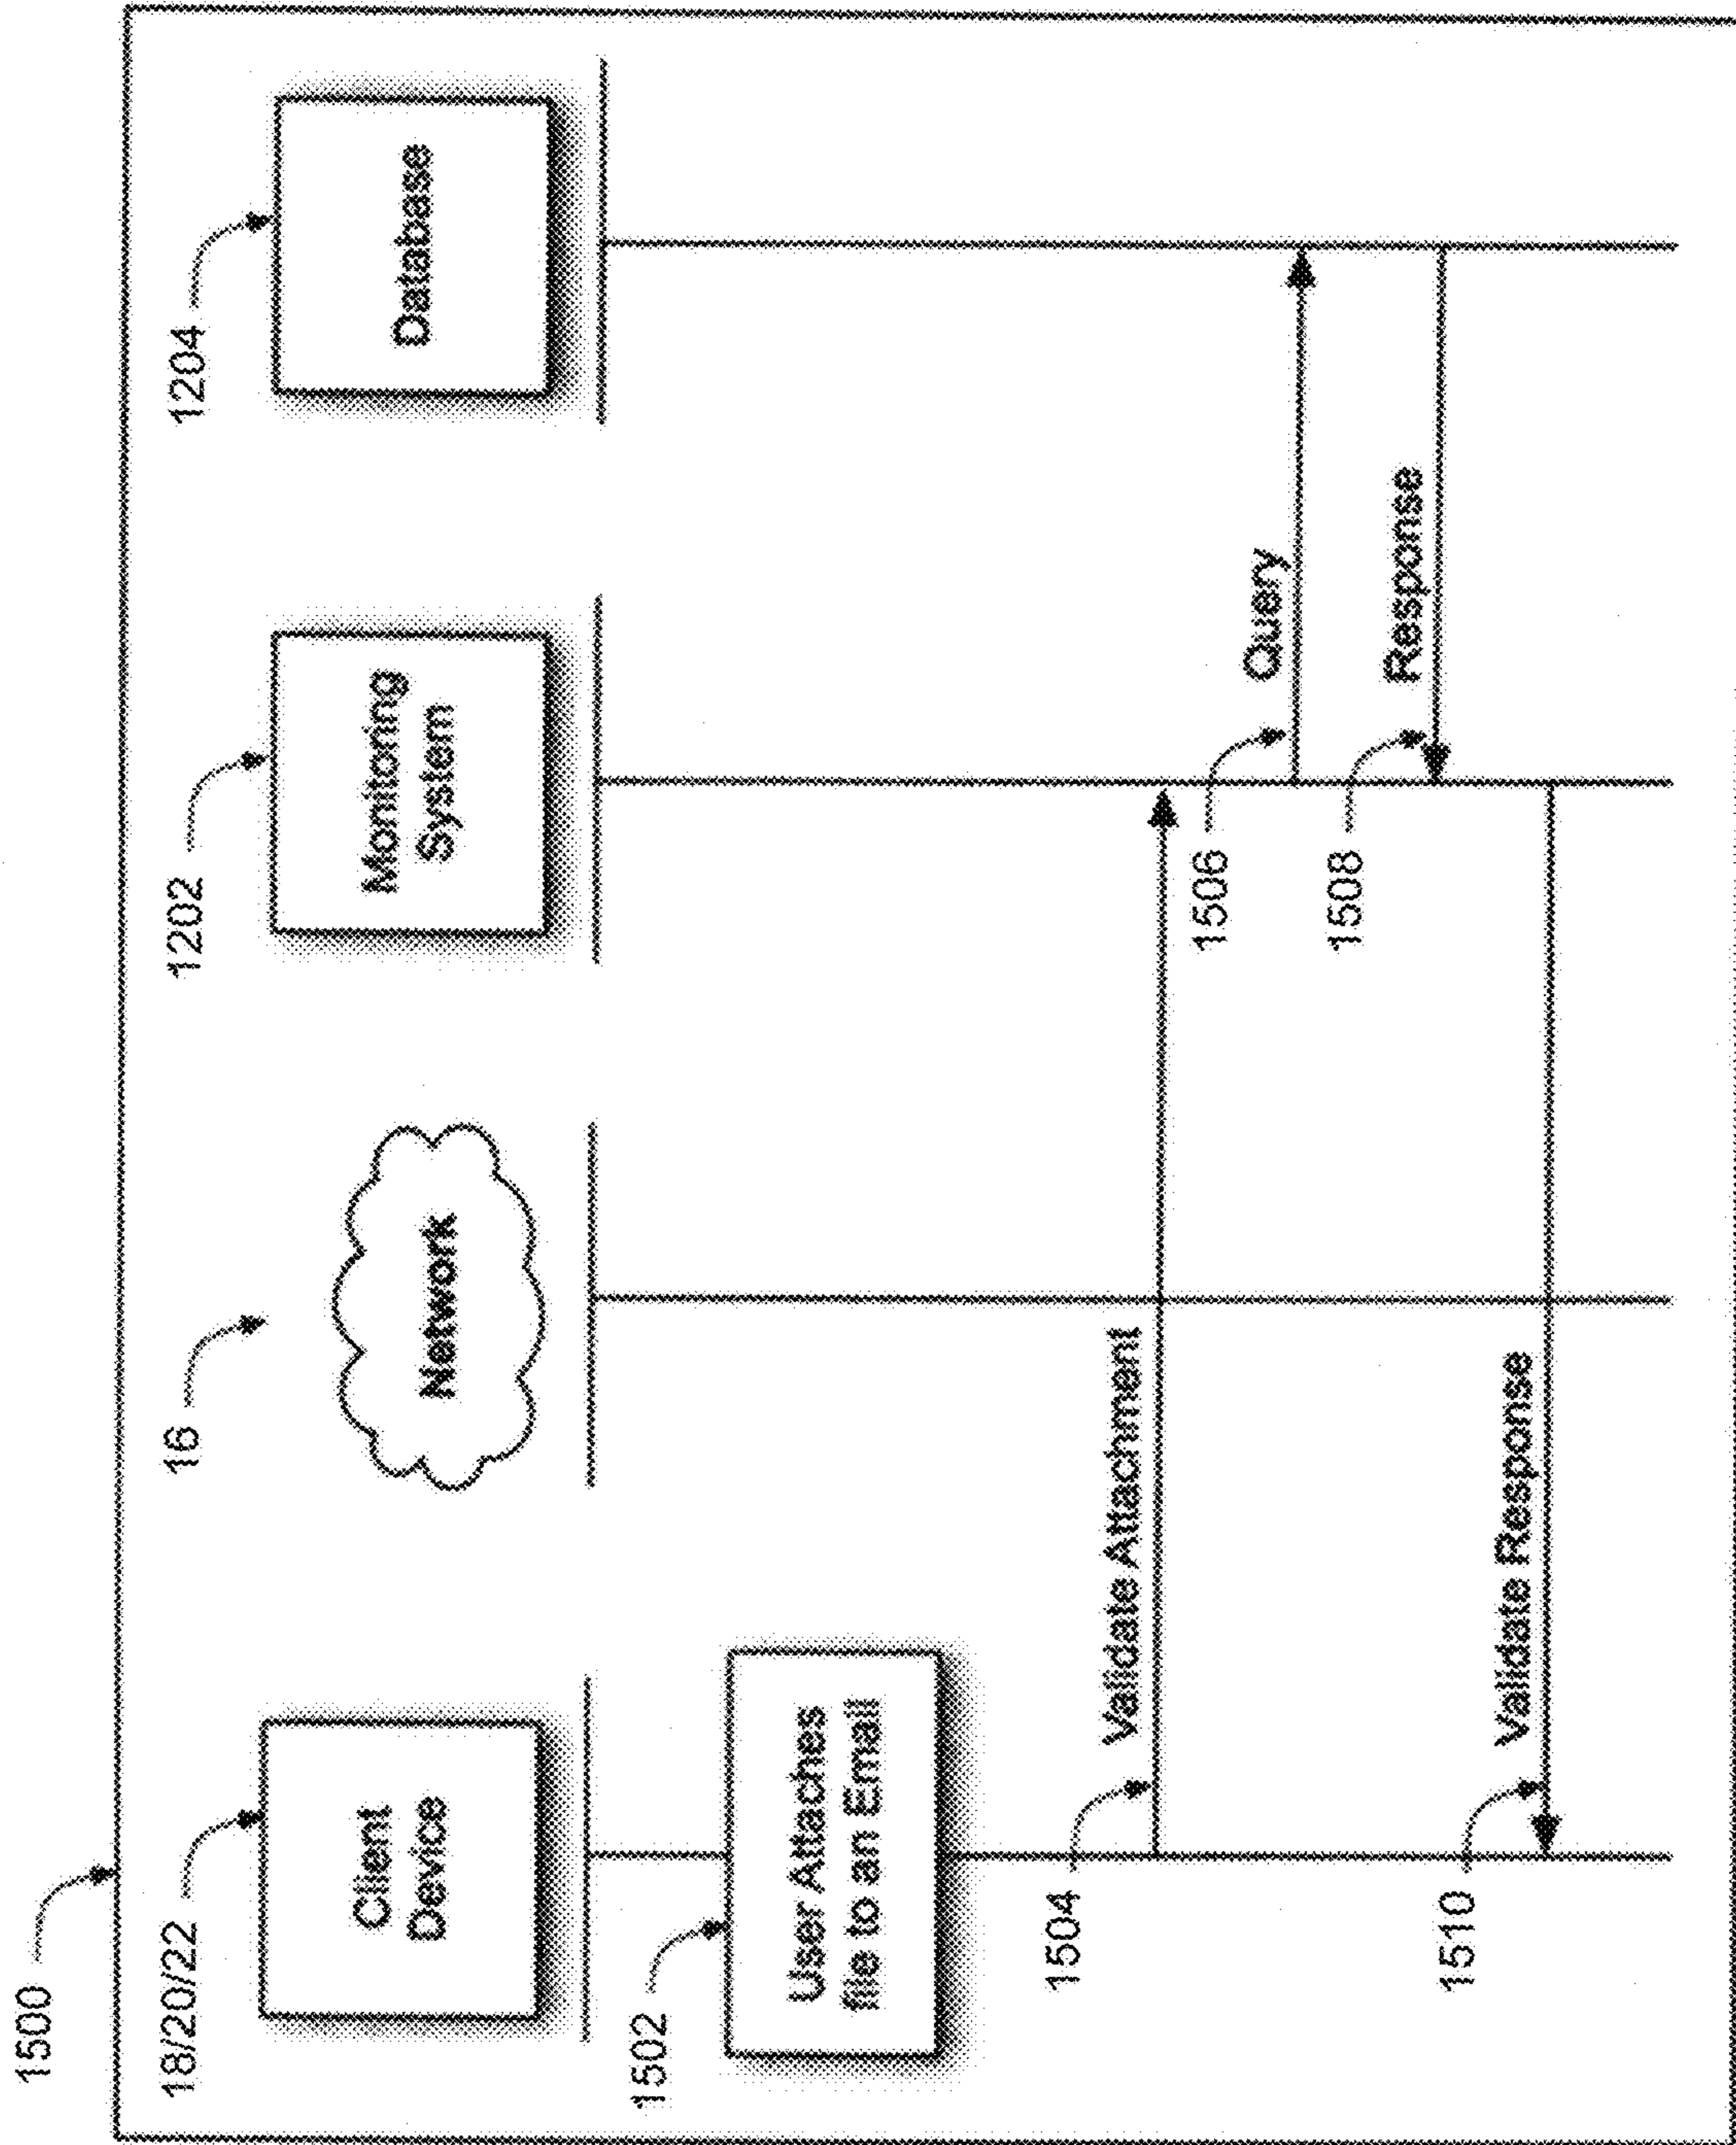 1500
18/20/22
16
1202
1204
Client
Device
Network
Monitoring
System
Database
1502
User Attaches
file to an Email
1504
Validate Attachment
1506
Query
1508
Response
1510
Validate Response